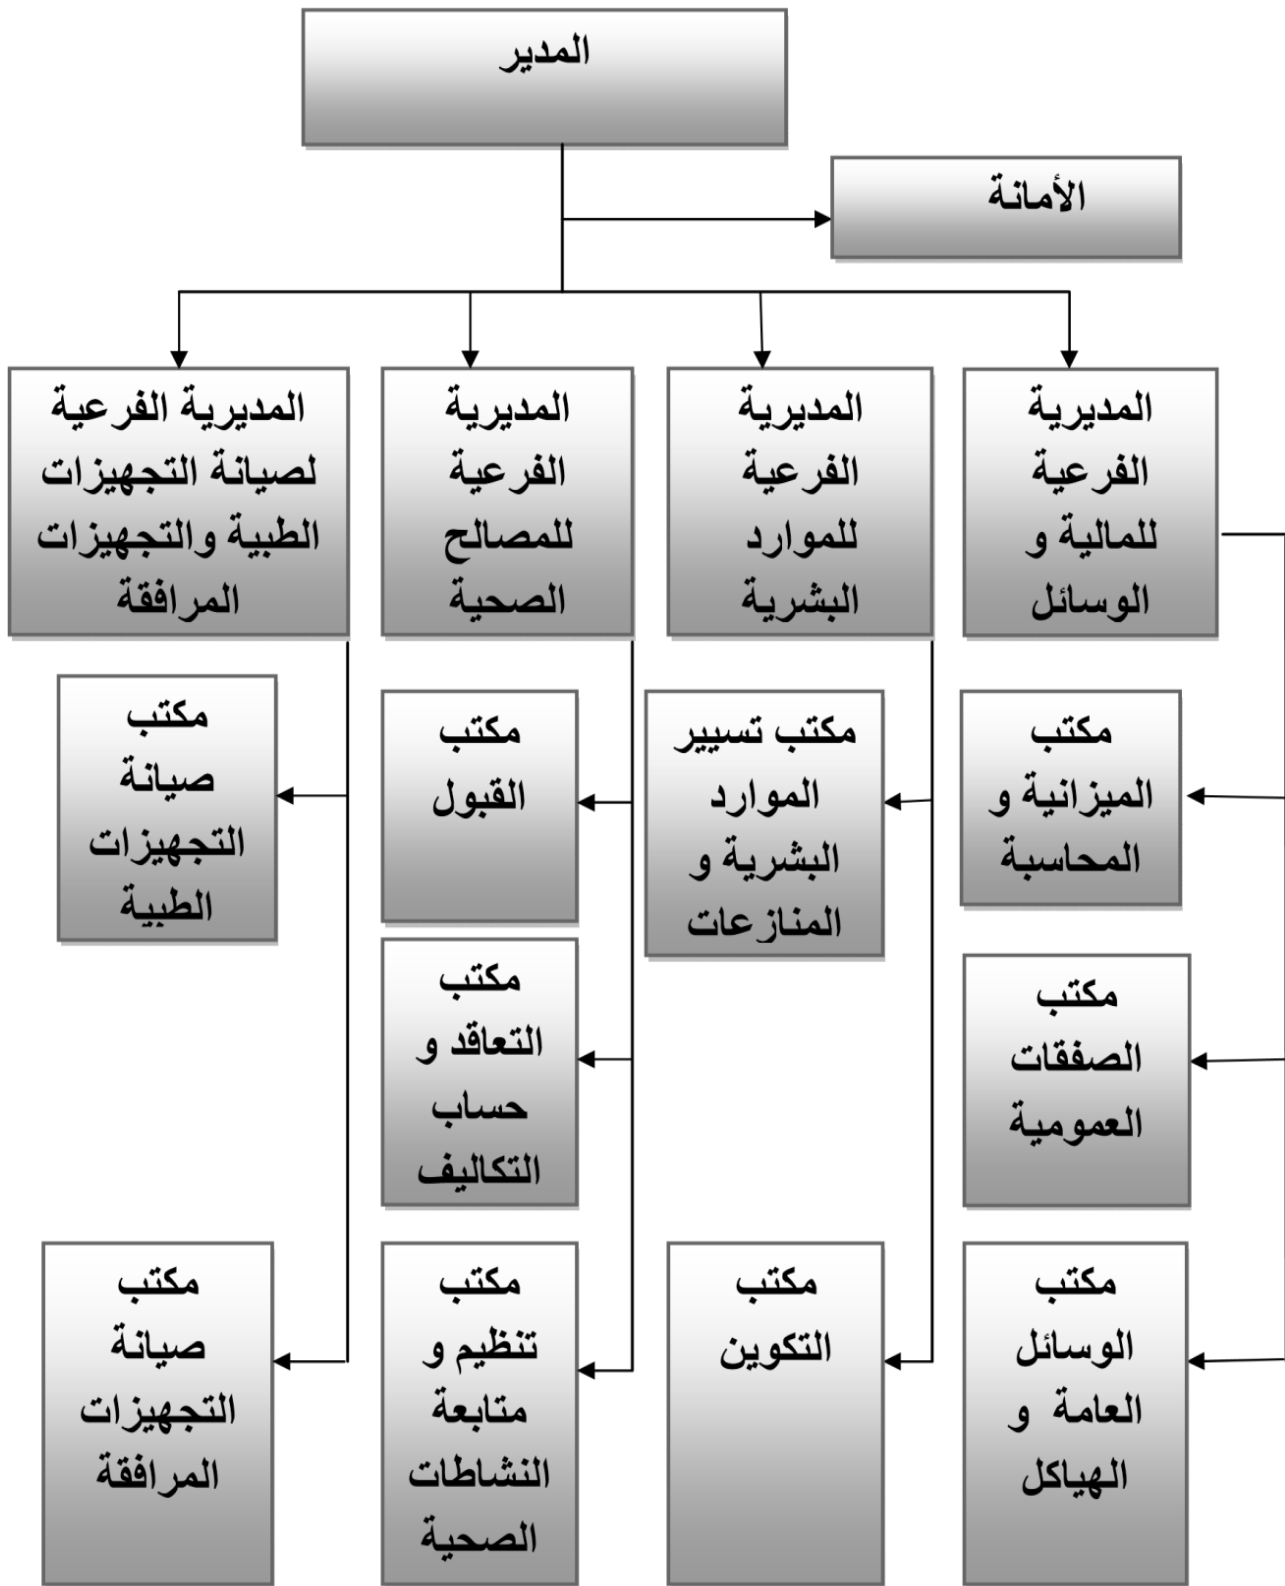 المدير
الأمانة
المديرية
الفرعية
للمالية و
الوسائل
المديرية
الفرعية
للموارد
البشرية
المديرية
الفرعية
للمصالح
الصحية
المديرية الفرعية
لصيانة التجهيزات
الطبية والتجهيزات
المرافقة
مكتب
الميزانية و
المحاسبة
مكتب تسيير
الموارد
البشرية و
المنازعات
مكتب
القبول
مكتب
صيانة
التجهيزات
الطبية
مكتب
الصفقات
العمومية
مكتب
التعاقد و
حساب
التكاليف
مكتب
الوسائل
العامة و
الهياكل
مكتب
التكوين
مكتب
تنظيم و
متابعة
النشاطات
الصحية
مكتب
صيانة
التجهيزات
المرافقة